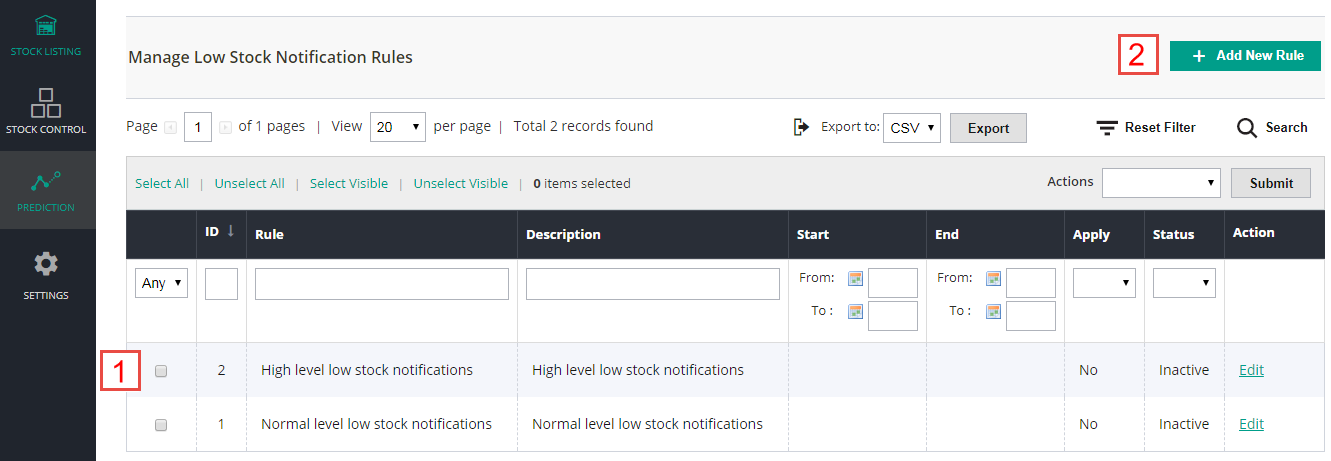 STOCK LISTING
STOCK CONTROL
PREDICTION
SETTINGS
Manage Low Stock Notification Rules
2
+ Add New Rule
Page 1 of 1 pages | View 20 per page | Total 2 records found
Export to: CSV Export Reset Filter Search
Select All | Unselect All | Select Visible | Unselect Visible | 0 items selected
Actions Submit
ID ↓ Rule Description Start End Apply Status Action
Any From: From:
To : To :
1
2 High level low stock notifications High level low stock notifications No Inactive Edit
1 Normal level low stock notifications Normal level low stock notifications No Inactive Edit